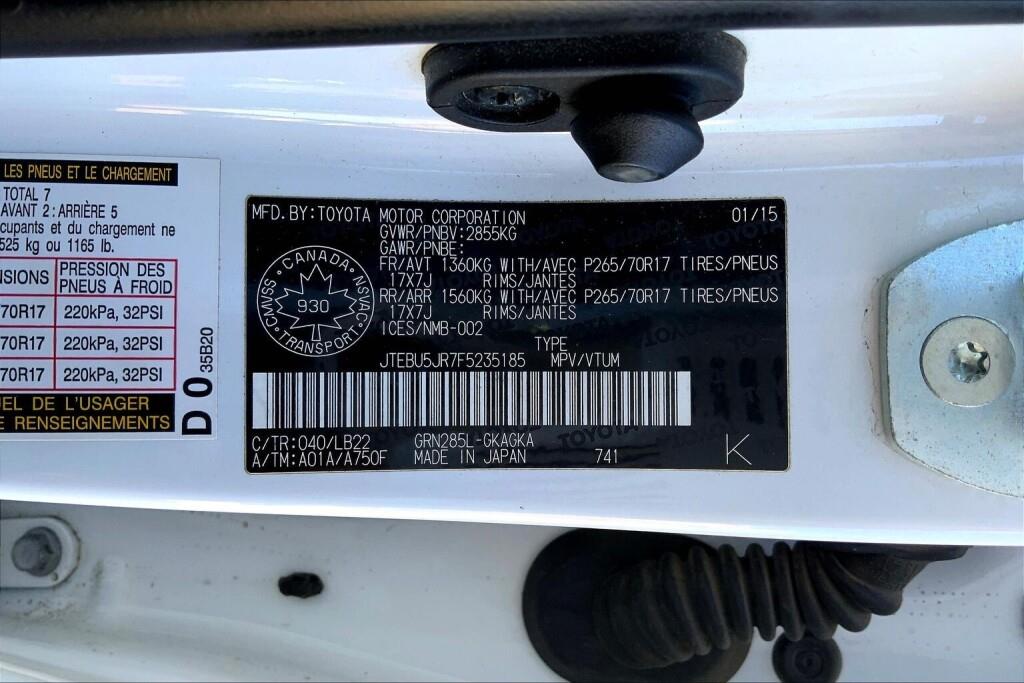 LES PNEUS ET LE CHARGEMENT
TOTAL 7
AVANT 2: ARRIÈRE 5
cupants et du chargement ne
525 kg ou 1165 lb.
PRESSION DES
PNEUS À FROID
70R17 220kPa, 32PSI
70R17 220kPa, 32PSI
70R17 220kPa, 32PSI
EL DE L'USAGER
RENSEIGNEMENTS
D 0 35B20
MFD. BY: TOYOTA MOTOR CORPORATION 01/15
GVWR/PNBV: 2855KG
GAWR/PNBE:
FR/AVT 1360KG WITH/AVEC P265/70R17 TIRES/PNEUS
17X7J RIMS/JANTES
RR/ARR 1560KG WITH/AVEC P265/70R17 TIRES/PNEUS
17X7J RIMS/JANTES
ICES/NMB-002
TYPE
JTEBU5JR7F5235185 MPV/VTUM
CANADA
CMVSS 930 NSVAC
TRANSPORT
C/TR: 040/LB22 GRN285L-GKAGKA
A/TM: A01A/A750F MADE IN JAPAN 741 K